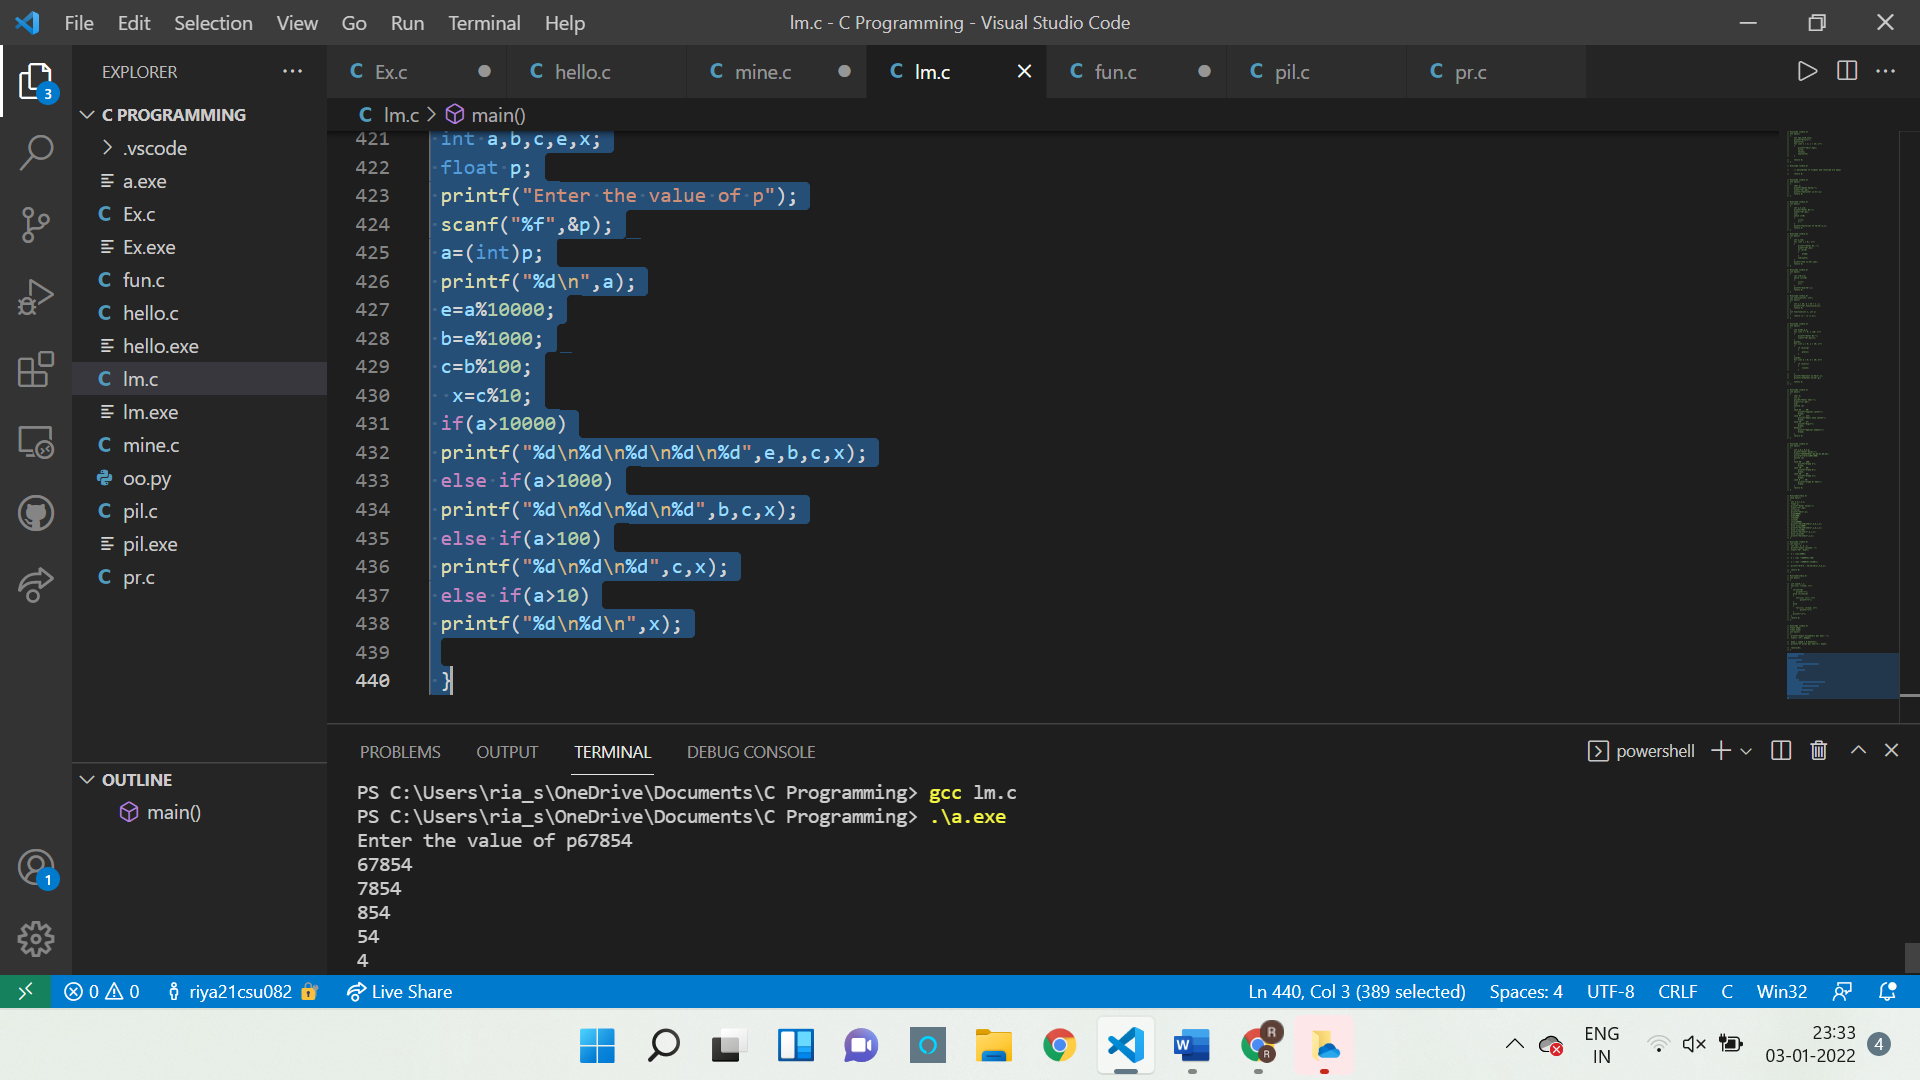 File Edit Selection View Go Run Terminal Help
lm.c - C Programming - Visual Studio Code
EXPLORER
C Ex.c
C hello.c
C mine.c
C lm.c
C fun.c
C pil.c
C pr.c
C lm.c > main()
3
C PROGRAMMING
.vscode
a.exe
C Ex.c
Ex.exe
C fun.c
C hello.c
hello.exe
C lm.c
lm.exe
C mine.c
oo.py
C pil.c
pil.exe
C pr.c
OUTLINE
main()
1
421 int a,b,c,e,x;
422 float p;
423 printf("Enter the value of p");
424 scanf("%f",&p);
425 a=(int)p;
426 printf("%d\n",a);
427 e=a%10000;
428 b=e%1000;
429 c=b%100;
430 x=c%10;
431 if(a>10000)
432 printf("%d\n%d\n%d\n%d\n%d",e,b,c,x);
433 else if(a>1000)
434 printf("%d\n%d\n%d\n%d",b,c,x);
435 else if(a>100)
436 printf("%d\n%d\n%d",c,x);
437 else if(a>10)
438 printf("%d\n%d\n",x);
439
440 }
PROBLEMS OUTPUT TERMINAL DEBUG CONSOLE
powershell
PS C:\Users\ria_s\OneDrive\Documents\C Programming> gcc lm.c
PS C:\Users\ria_s\OneDrive\Documents\C Programming> .\a.exe
Enter the value of p67854
67854
7854
854
54
4
0 0 riya21csu082 Live Share
Ln 440, Col 3 (389 selected) Spaces: 4 UTF-8 CRLF C Win32
W
R
R
ENG
IN
23:33
03-01-2022
4